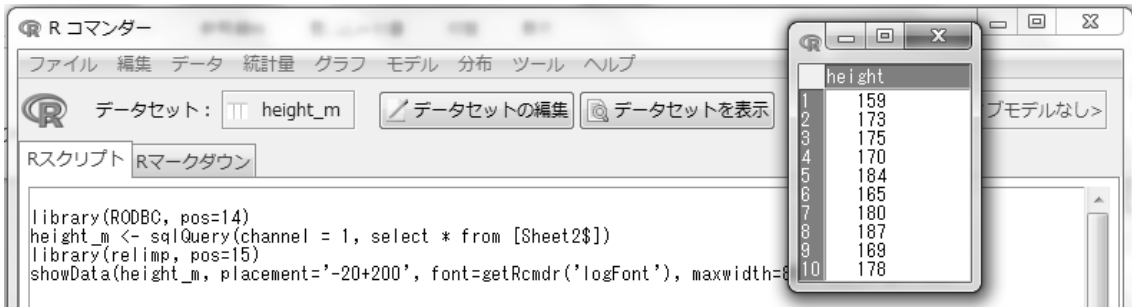 R コマンダー
ファイル 編集 データ 統計量 グラフ モデル 分布 ツール ヘルプ
データセット： height_m データセットの編集 データセットを表示 ブモデルなし>
Rスクリプト Rマークダウン
library(RODBC, pos=14)
height_m <- sqlQuery(channel = 1, select * from [Sheet2$])
library(relimp, pos=15)
showData(height_m, placement='-20+200', font=getRcmdr('logFont'), maxwidth=8
height
1 159
2 173
3 175
4 170
5 184
6 165
7 180
8 187
9 169
10 178